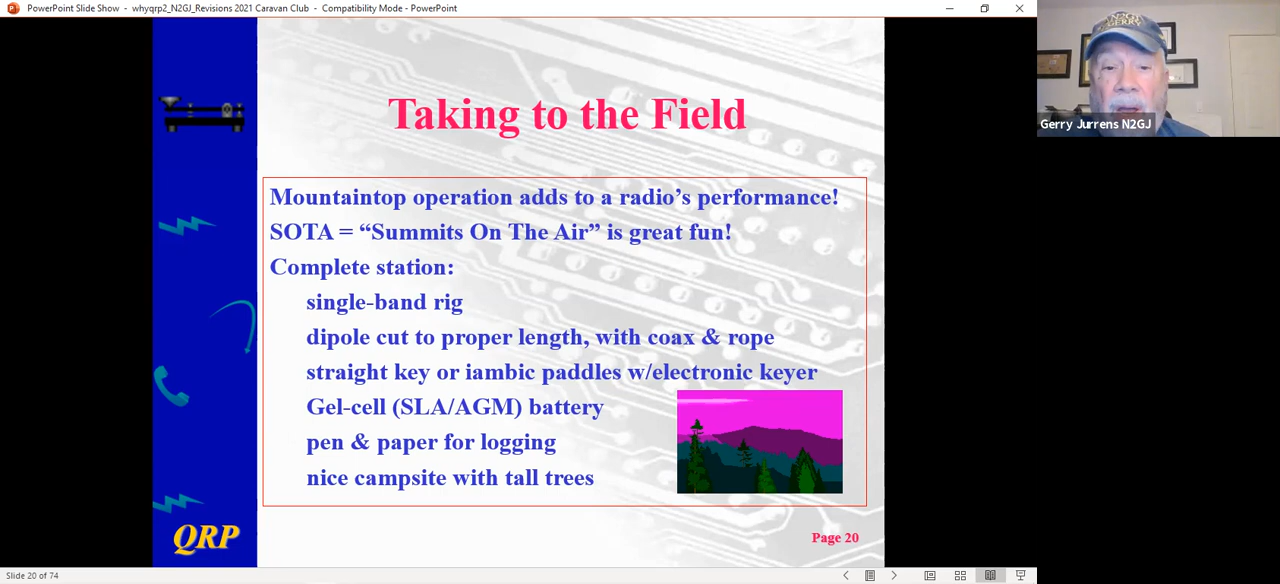 PowerPoint Slide Show - whyqrp2_N2GJ_Revisions 2021 Caravan Club - Compatibility Mode - PowerPoint
Taking to the Field
Mountaintop operation adds to a radio’s performance!
SOTA = “Summits On The Air” is great fun!
Complete station:
single-band rig
dipole cut to proper length, with coax & rope
straight key or iambic paddles w/electronic keyer
Gel-cell (SLA/AGM) battery
pen & paper for logging
nice campsite with tall trees
QRP
Page 20
Slide 20 of 74
N2GJ
GERRY
Gerry Jurrens N2GJ